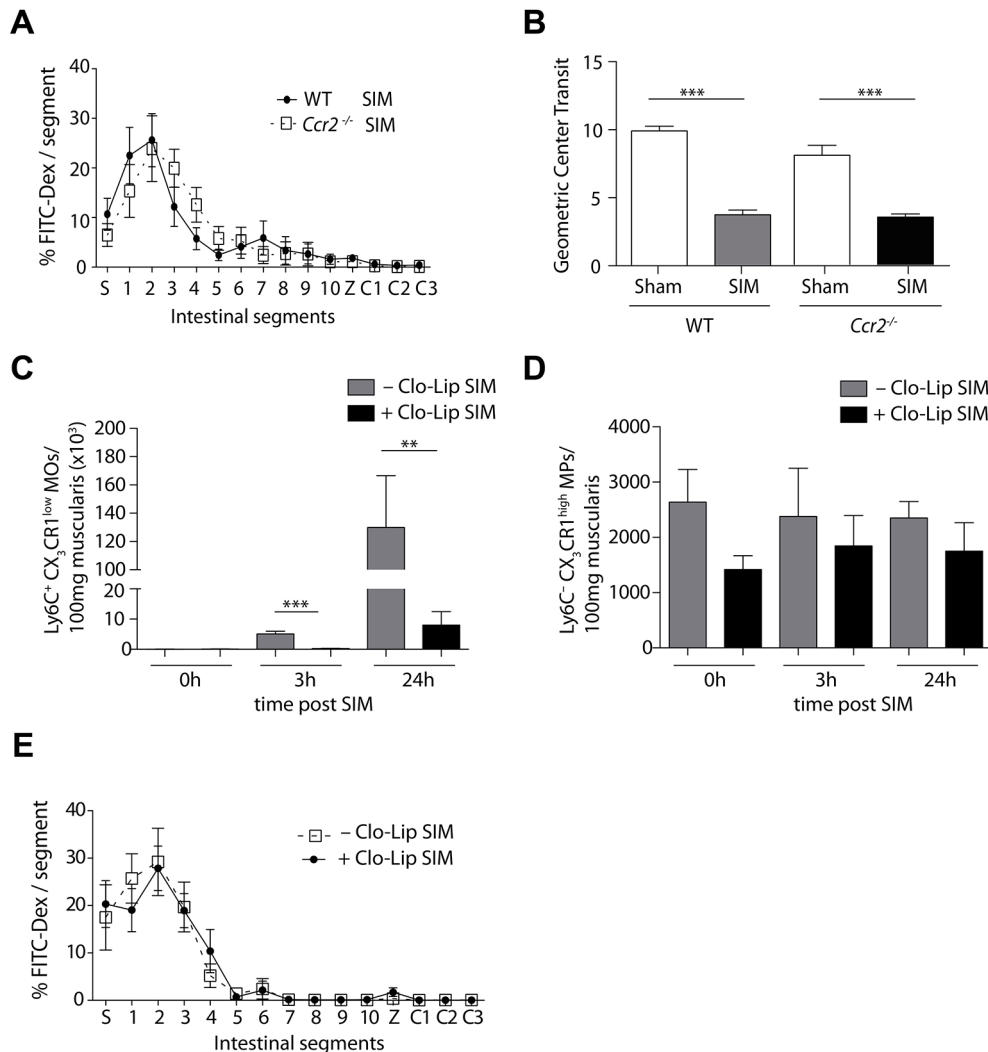 A
% FITC-Dex / segment
40
30
20
10
0
WT SIM
Ccr2 -/- SIM
S 1 2 3 4 5 6 7 8 9 10 Z C1 C2 C3
Intestinal segments
B
Geometric Center Transit
15
10
5
0
***
***
Sham SIM Sham SIM
WT Ccr2-/-
C
– Clo-Lip SIM
+ Clo-Lip SIM
Ly6C+ CX3CR1low MOs/
100mg muscularis (x10³)
200
180
160
140
120
100
20
10
0
***
**
0h 3h 24h
time post SIM
D
– Clo-Lip SIM
+ Clo-Lip SIM
Ly6C– CX3CR1high MPs/
100mg muscularis
4000
3000
2000
1000
0
0h 3h 24h
time post SIM
E
% FITC-Dex / segment
40
30
20
10
0
– Clo-Lip SIM
+ Clo-Lip SIM
S 1 2 3 4 5 6 7 8 9 10 Z C1 C2 C3
Intestinal segments